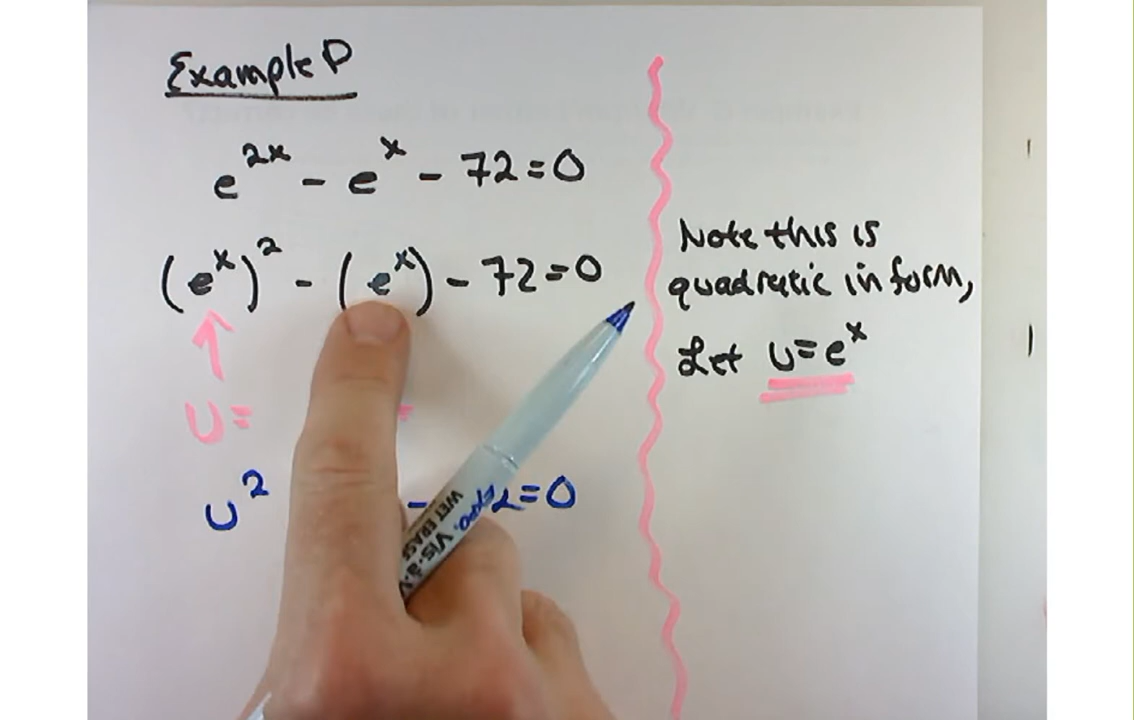 Example D
e^{2x} - e^x - 72 = 0
(e^x)^2 - (e^x) - 72 = 0
U =
u^2 - 2 = 0
Note this is
quadratic in form,
Let u = e^x
EXPO. Vis.à.V
WET ERASE